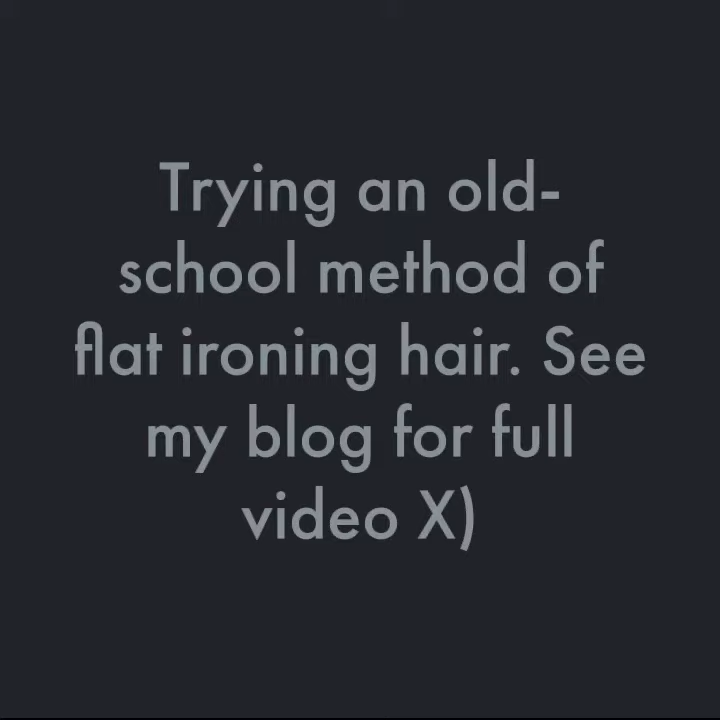 Trying an old-
school method of
flat ironing hair. See
my blog for full
video X)